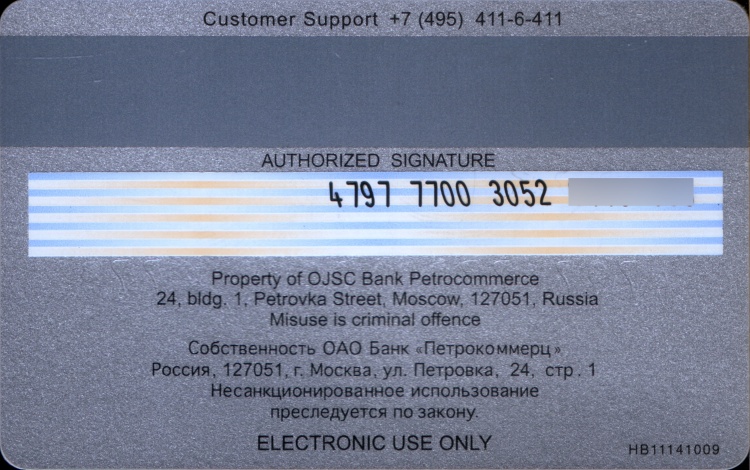 Customer Support +7 (495) 411-6-411
AUTHORIZED SIGNATURE
4797 7700 3052
Property of OJSC Bank Petrocommerce
24, bldg. 1, Petrovka Street, Moscow, 127051, Russia
Misuse is criminal offence
Собственность ОАО Банк «Петрокоммерц»
Россия, 127051, г. Москва, ул. Петровка, 24, стр. 1
Несанкционированное использование
преследуется по закону.
ELECTRONIC USE ONLY
HB11141009